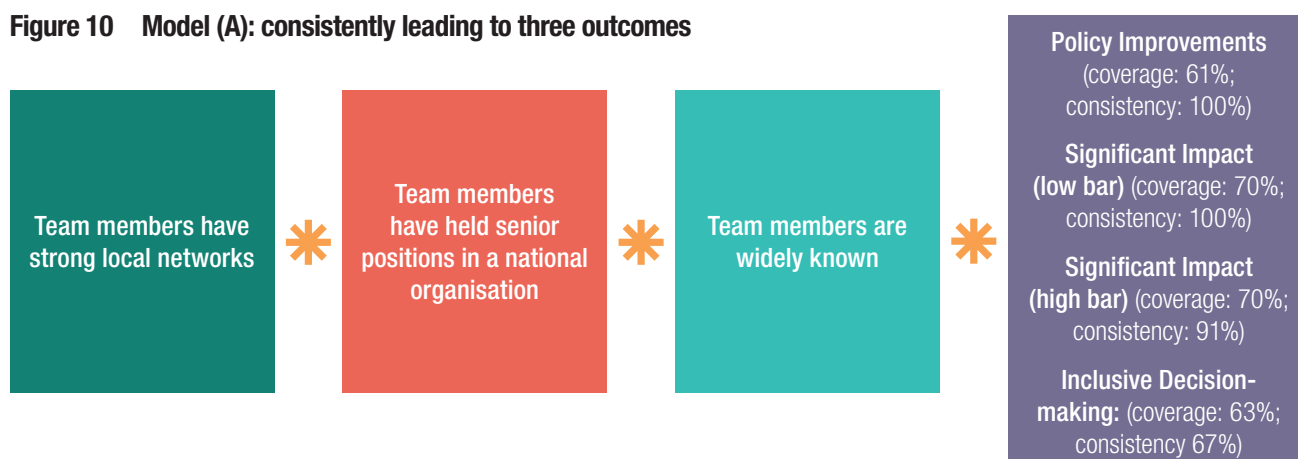 Figure 10 Model (A): consistently leading to three outcomes
Team members have
strong local networks
Team members
have held senior
positions in a national
organisation
Team members are
widely known
Policy Improvements
(coverage: 61%;
consistency: 100%)
Significant Impact
(low bar) (coverage: 70%;
consistency: 100%)
Significant Impact
(high bar) (coverage: 70%;
consistency: 91%)
Inclusive Decision-
making: (coverage: 63%;
consistency 67%)